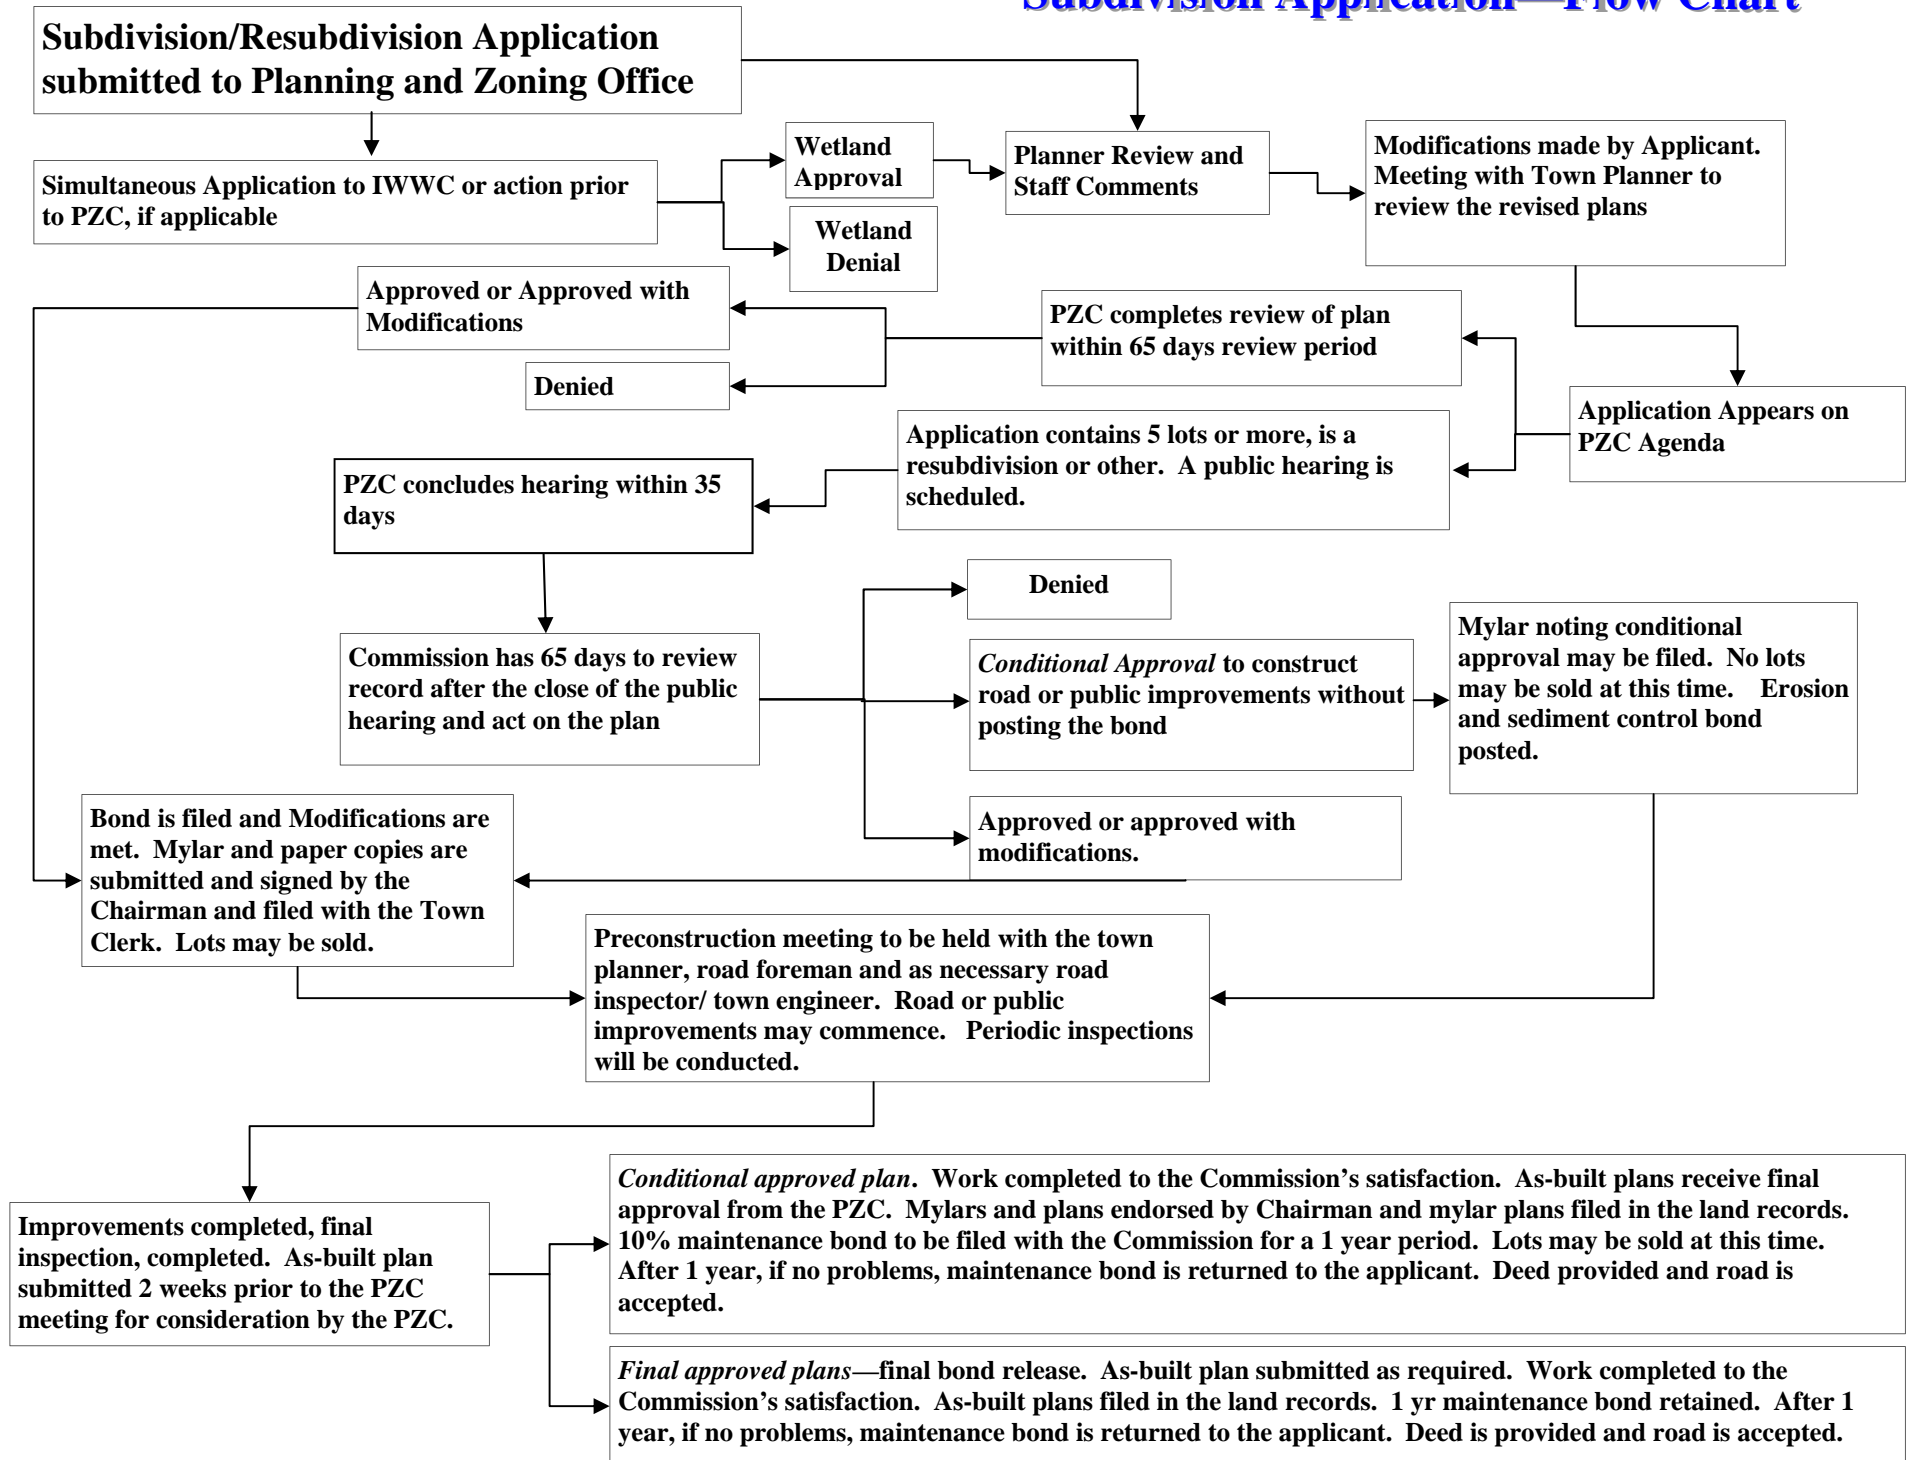 Subdivision Application—Flow Chart
Subdivision/Resubdivision Application
submitted to Planning and Zoning Office
Simultaneous Application to IWWC or action prior
to PZC, if applicable
Wetland
Approval
Wetland
Denial
Planner Review and
Staff Comments
Modifications made by Applicant.
Meeting with Town Planner to
review the revised plans
Approved or Approved with
Modifications
Denied
PZC completes review of plan
within 65 days review period
Application Appears on
PZC Agenda
Application contains 5 lots or more, is a
resubdivision or other. A public hearing is
scheduled.
PZC concludes hearing within 35
days
Commission has 65 days to review
record after the close of the public
hearing and act on the plan
Denied
Conditional Approval to construct
road or public improvements without
posting the bond
Mylar noting conditional
approval may be filed. No lots
may be sold at this time. Erosion
and sediment control bond
posted.
Approved or approved with
modifications.
Bond is filed and Modifications are
met. Mylar and paper copies are
submitted and signed by the
Chairman and filed with the Town
Clerk. Lots may be sold.
Preconstruction meeting to be held with the town
planner, road foreman and as necessary road
inspector/ town engineer. Road or public
improvements may commence. Periodic inspections
will be conducted.
Improvements completed, final
inspection, completed. As-built plan
submitted 2 weeks prior to the PZC
meeting for consideration by the PZC.
Conditional approved plan. Work completed to the Commission’s satisfaction. As-built plans receive final
approval from the PZC. Mylars and plans endorsed by Chairman and mylar plans filed in the land records.
10% maintenance bond to be filed with the Commission for a 1 year period. Lots may be sold at this time.
After 1 year, if no problems, maintenance bond is returned to the applicant. Deed provided and road is
accepted.
Final approved plans—final bond release. As-built plan submitted as required. Work completed to the
Commission’s satisfaction. As-built plans filed in the land records. 1 yr maintenance bond retained. After 1
year, if no problems, maintenance bond is returned to the applicant. Deed is provided and road is accepted.